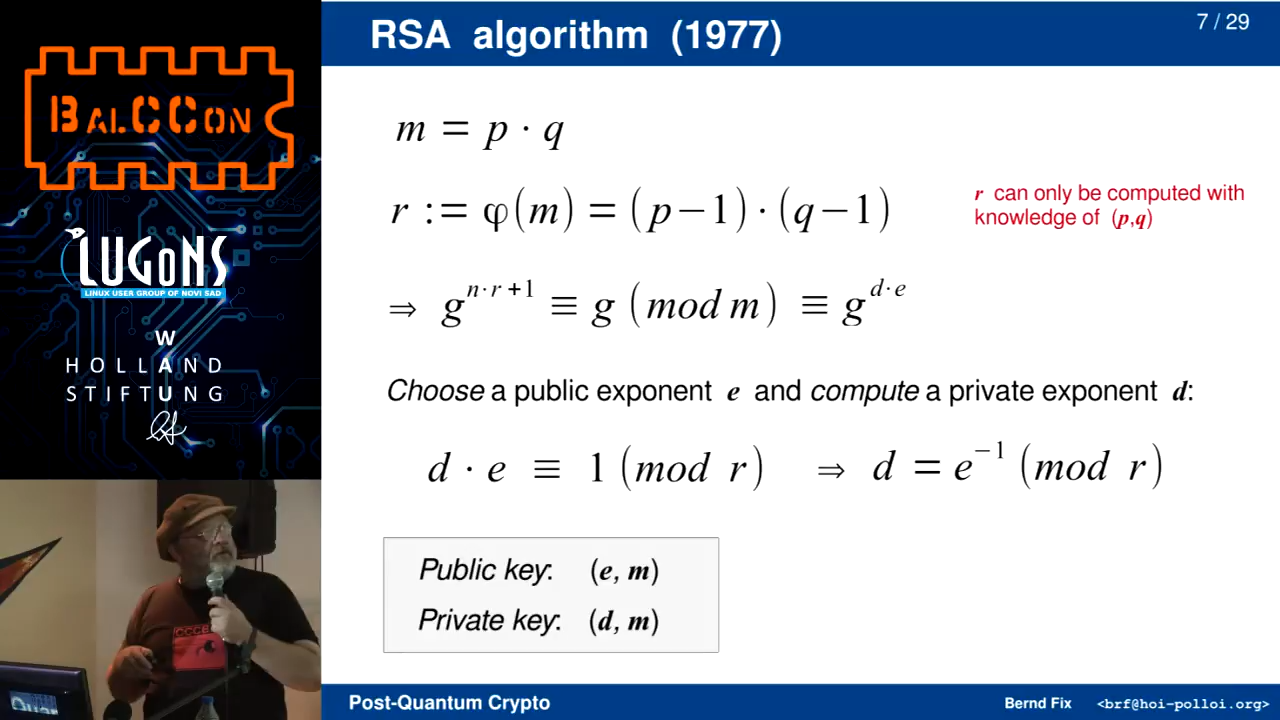 RSA algorithm (1977)
7 / 29
BALCCON
LUGoNS
LINUX USER GROUP OF NOVI SAD
W
HOLLAND
STIFTUNG
m = p · q
r := φ(m) = (p−1)·(q−1)
r can only be computed with
knowledge of (p,q)
⇒ g^{n·r+1} ≡ g (mod m) ≡ g^{d·e}
Choose a public exponent e and compute a private exponent d:
d · e ≡ 1 (mod r) ⇒ d = e^{−1} (mod r)
Public key: (e, m)
Private key: (d, m)
CCCB
Post-Quantum Crypto
Bernd Fix
<brf@hoi-polloi.org>